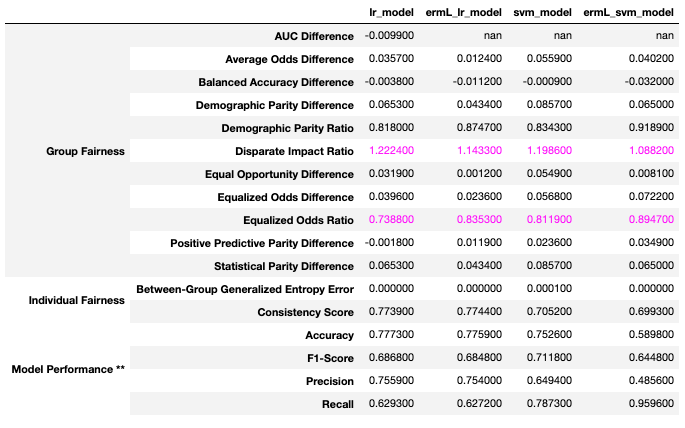 lr_model ermL_lr_model svm_model ermL_svm_model
AUC Difference -0.009900 nan nan nan
Average Odds Difference 0.035700 0.012400 0.055900 0.040200
Balanced Accuracy Difference -0.003800 -0.011200 -0.000900 -0.032000
Demographic Parity Difference 0.065300 0.043400 0.085700 0.065000
Demographic Parity Ratio 0.818000 0.874700 0.834300 0.918900
Group Fairness Disparate Impact Ratio 1.222400 1.143300 1.198600 1.088200
Equal Opportunity Difference 0.031900 0.001200 0.054900 0.008100
Equalized Odds Difference 0.039600 0.023600 0.056800 0.072200
Equalized Odds Ratio 0.738800 0.835300 0.811900 0.894700
Positive Predictive Parity Difference -0.001800 0.011900 0.023600 0.034900
Statistical Parity Difference 0.065300 0.043400 0.085700 0.065000
Individual Fairness Between-Group Generalized Entropy Error 0.000000 0.000000 0.000100 0.000000
Consistency Score 0.773900 0.774400 0.705200 0.699300
Accuracy 0.777300 0.775900 0.752600 0.589800
Model Performance ** F1-Score 0.686800 0.684800 0.711800 0.644800
Precision 0.755900 0.754000 0.649400 0.485600
Recall 0.629300 0.627200 0.787300 0.959600